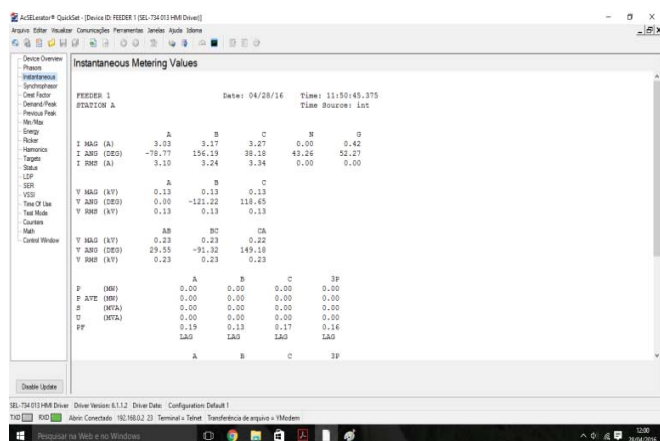 AcSELerator® QuickSet - [Device ID: FEEDER 1 (SEL-734 013 HMI Driver)]
Arquivo Editar Visualizar Comunicações Ferramentas Janelas Ajuda Idioma
Device Overview
Phasors
Instantaneous
Synchrophasor
Crest Factor
Demand/Peak
Previous Peak
Min/Max
Energy
Flicker
Harmonics
Targets
Status
LDP
SER
VSSI
Time Of Use
Test Mode
Counters
Math
Control Window
Disable Update
Instantaneous Metering Values
FEEDER 1 Date: 04/28/16 Time: 11:50:45.375
STATION A Time Source: int
A B C N G
I MAG (A) 3.03 3.17 3.27 0.00 0.42
I ANG (DEG) -78.77 156.19 38.18 43.26 52.27
I RMS (A) 3.10 3.24 3.34 0.00 0.00
A B C
V MAG (kV) 0.13 0.13 0.13
V ANG (DEG) 0.00 -121.22 118.65
V RMS (kV) 0.13 0.13 0.13
AB BC CA
V MAG (kV) 0.23 0.23 0.22
V ANG (DEG) 29.55 -91.32 149.18
V RMS (kV) 0.23 0.23 0.23
A B C 3P
P (MW) 0.00 0.00 0.00 0.00
P AVE (MW) 0.00 0.00 0.00 0.00
S (MVA) 0.00 0.00 0.00 0.00
U (MVA) 0.00 0.00 0.00 0.00
PF 0.19 0.13 0.17 0.16
LAG LAG LAG LAG
A B C 3P
SEL-734 013 HMI Driver Driver Version: 6.1.1.2 Driver Date: Configuration: Default 1
TXD RXD Abrir: Conectado 192.168.0.2 23 Terminal = Telnet Transferência de arquivo = YModem
Pesquisar na Web e no Windows
12:00
28/04/2016